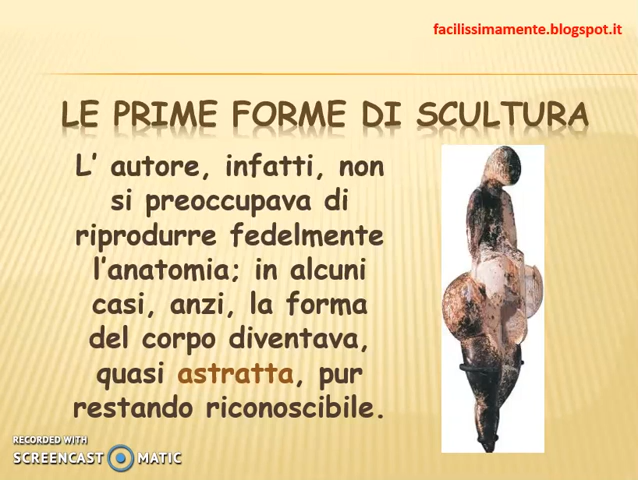 facilissimamente.blogspot.it
LE PRIME FORME DI SCULTURA
L' autore, infatti, non
si preoccupava di
riprodurre fedelmente
l'anatomia; in alcuni
casi, anzi, la forma
del corpo diventava,
quasi astratta, pur
restando riconoscibile.
RECORDED WITH
SCREENCAST MATIC